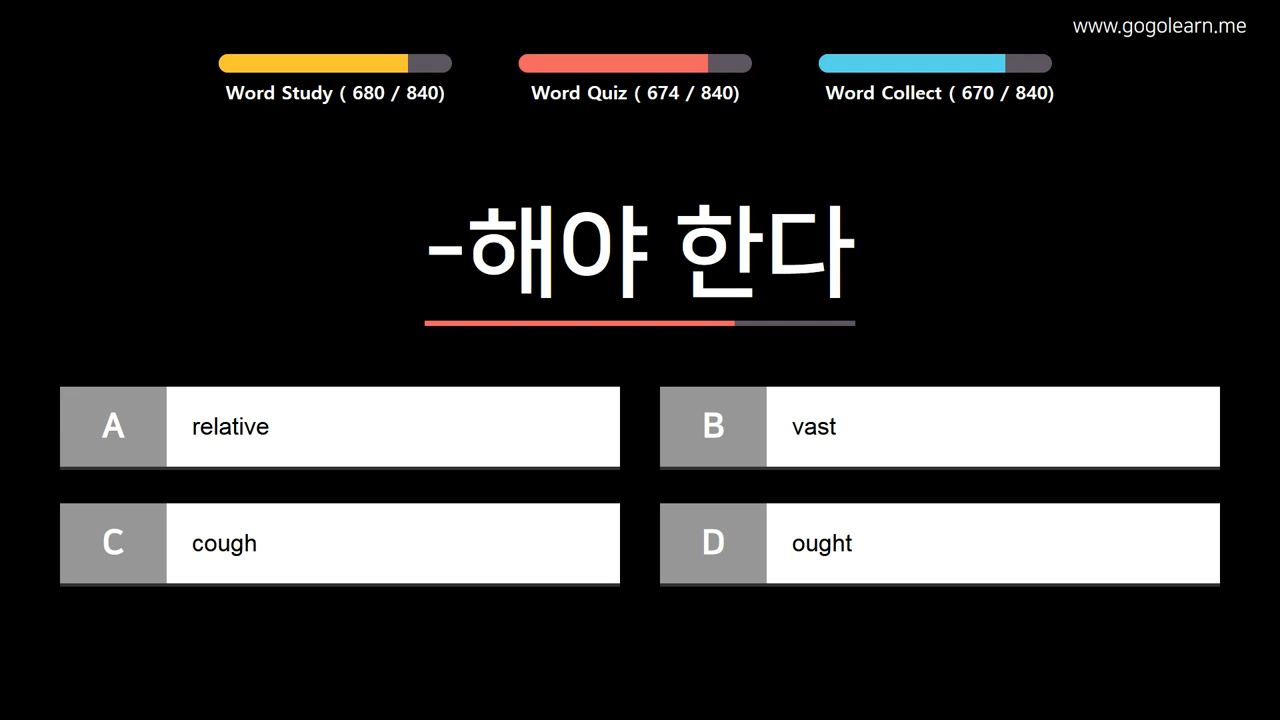 www.gogolearn.me
Word Study ( 680 / 840)
Word Quiz ( 674 / 840)
Word Collect ( 670 / 840)
-해야 한다
A relative
B vast
C cough
D ought